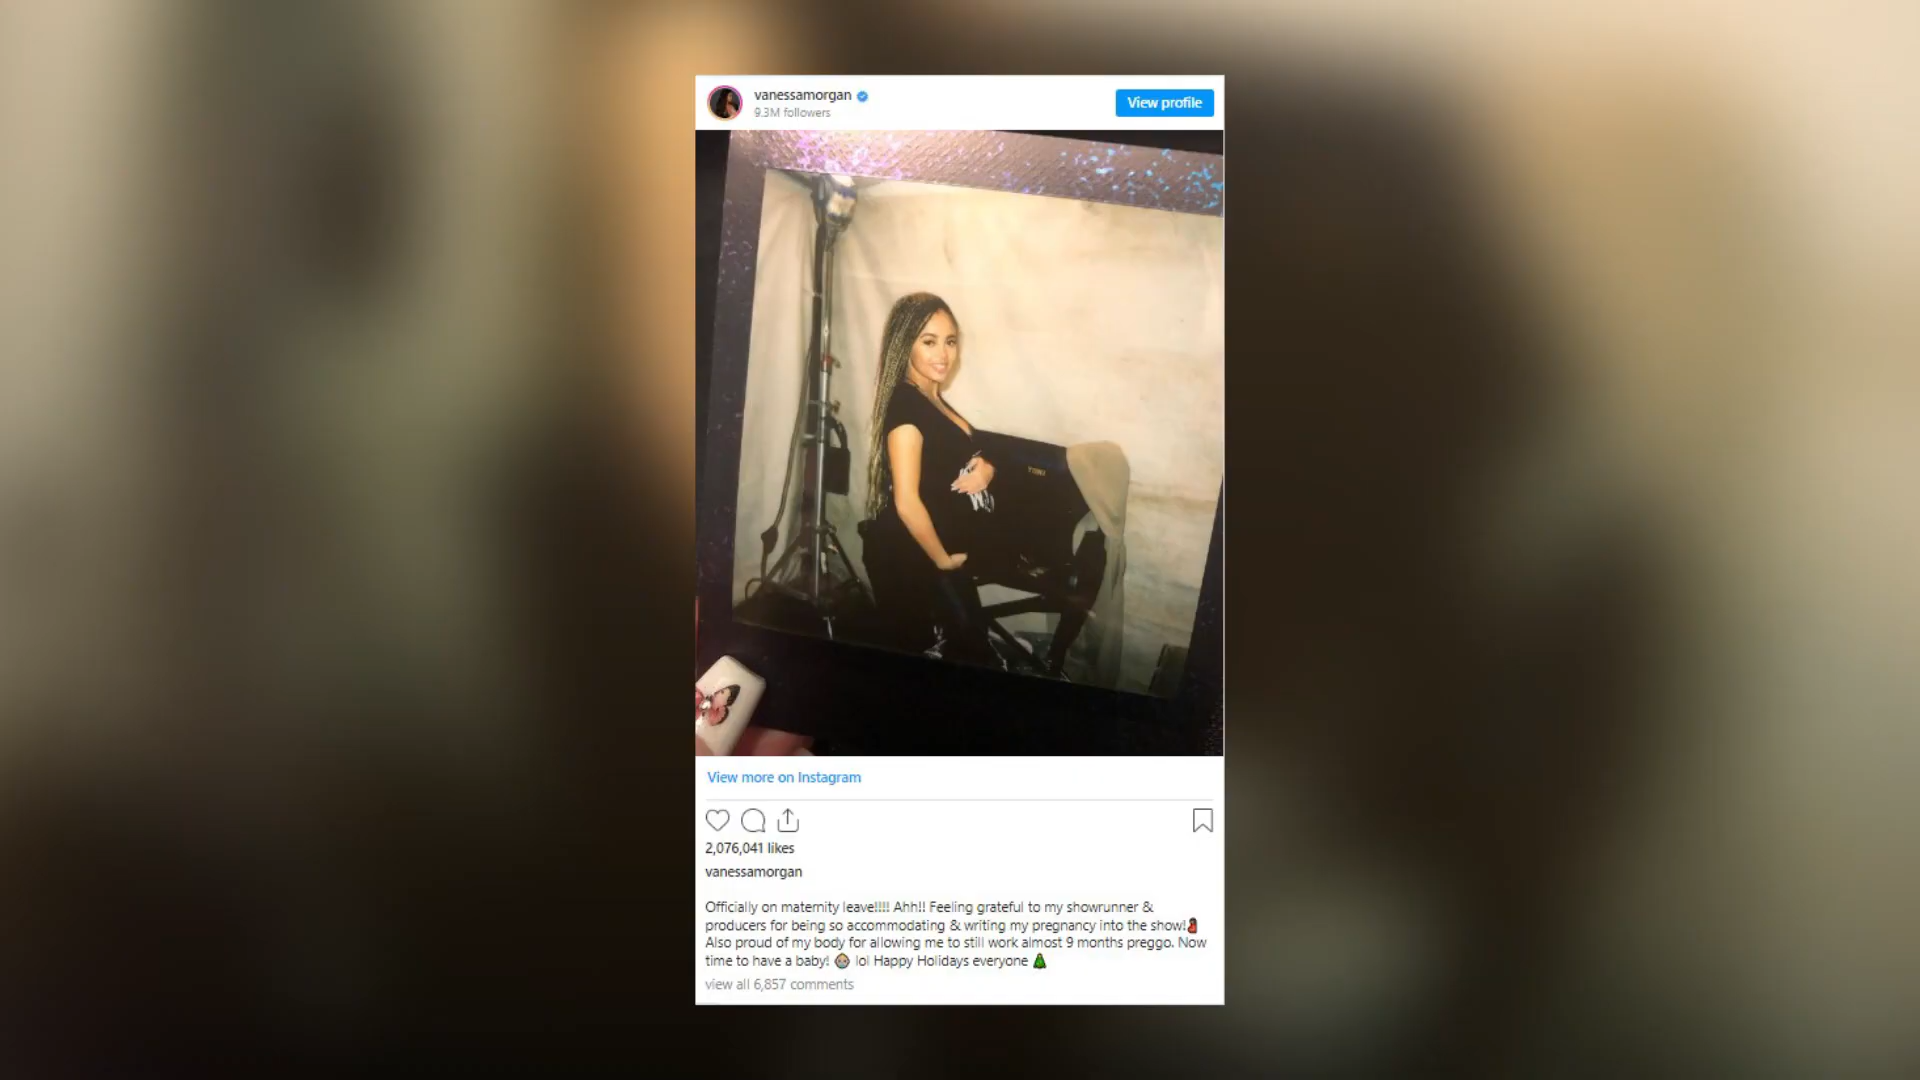 vanessamorgan
9.3M followers
View profile
TONI
View more on Instagram
2,076,041 likes
vanessamorgan
Officially on maternity leave!!!! Ahh!! Feeling grateful to my showrunner &
producers for being so accommodating & writing my pregnancy into the show!🤰🏾
Also proud of my body for allowing me to still work almost 9 months preggo. Now
time to have a baby! 👶🏼 lol Happy Holidays everyone 🎄
view all 6,857 comments